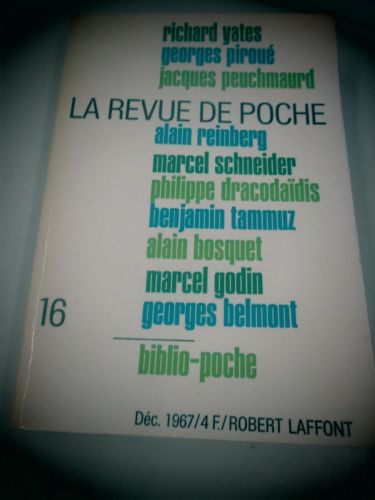 richard yates
georges piroué
jacques peuchmaurd
LA REVUE DE POCHE
alain reinberg
marcel schneider
philippe dracodaïdis
benjamin tammuz
alain bosquet
marcel godin
16
georges belmont
biblio-poche
Déc. 1967/4 F./ROBERT LAFFONT